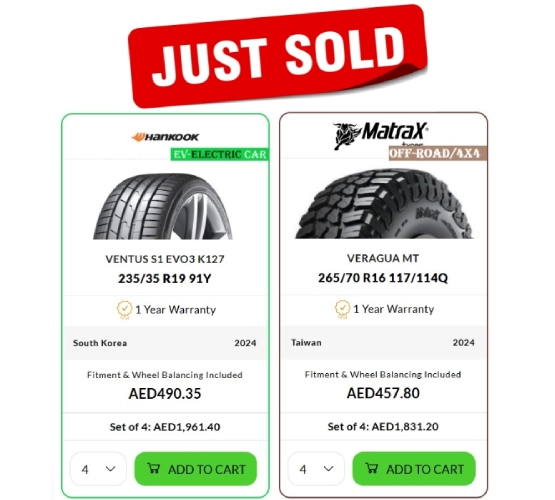 JUST SOLD
HANKOOK
EV-ELECTRIC CAR
VENTUS S1 EVO3 K127
235/35 R19 91Y
1 Year Warranty
South Korea 2024
Fitment & Wheel Balancing Included
AED490.35
Set of 4: AED1,961.40
4 ADD TO CART
MatraX
tyres
OFF-ROAD/4X4
MATRAX
VERAGUA MT
265/70 R16 117/114Q
1 Year Warranty
Taiwan 2024
Fitment & Wheel Balancing Included
AED457.80
Set of 4: AED1,831.20
4 ADD TO CART